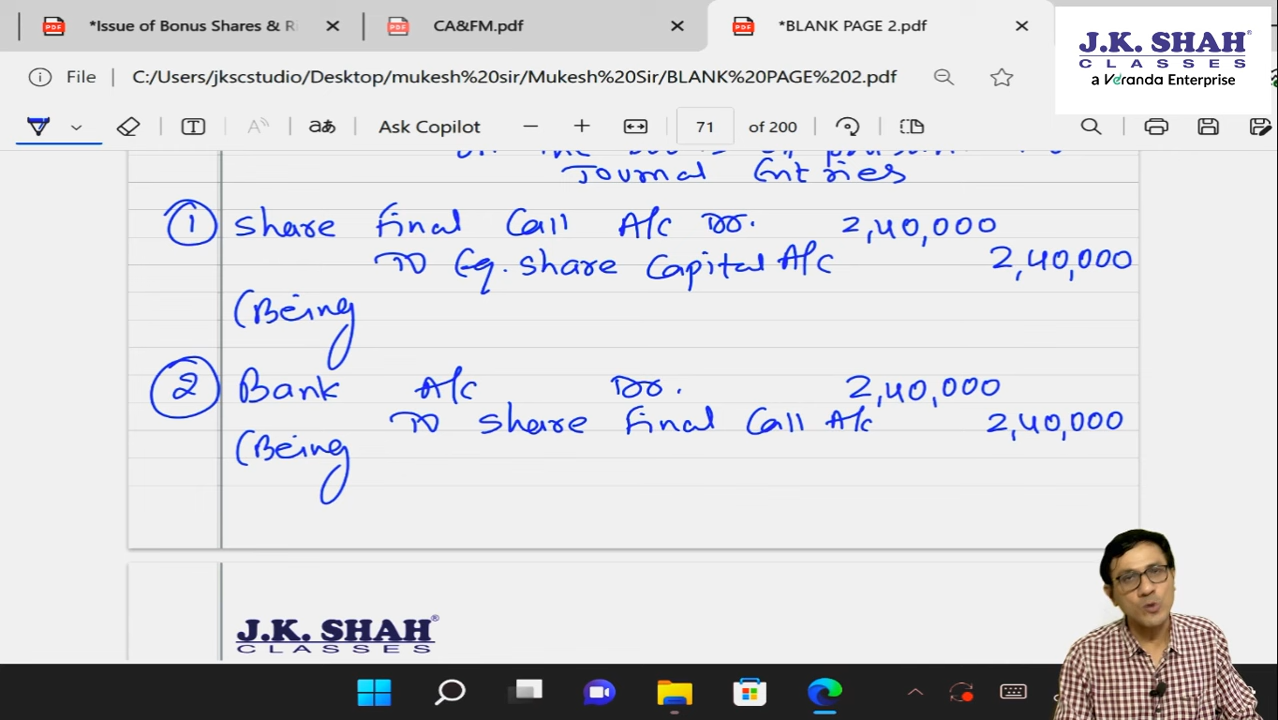 *Issue of Bonus Shares & Ri
CA&FM.pdf
*BLANK PAGE 2.pdf
J.K. SHAH®
CLASSES
a Veranda Enterprise
File
C:/Users/jkscstudio/Desktop/mukesh%20sir/Mukesh%20Sir/BLANK%20PAGE%202.pdf
Ask Copilot
71
of 200
Journal Entries
① Share Final Call A/c Dr. 2,40,000
To Eq. Share Capital A/c 2,40,000
(Being
② Bank A/c Dr. 2,40,000
To Share Final Call A/c 2,40,000
(Being
J.K. SHAH®
CLASSES